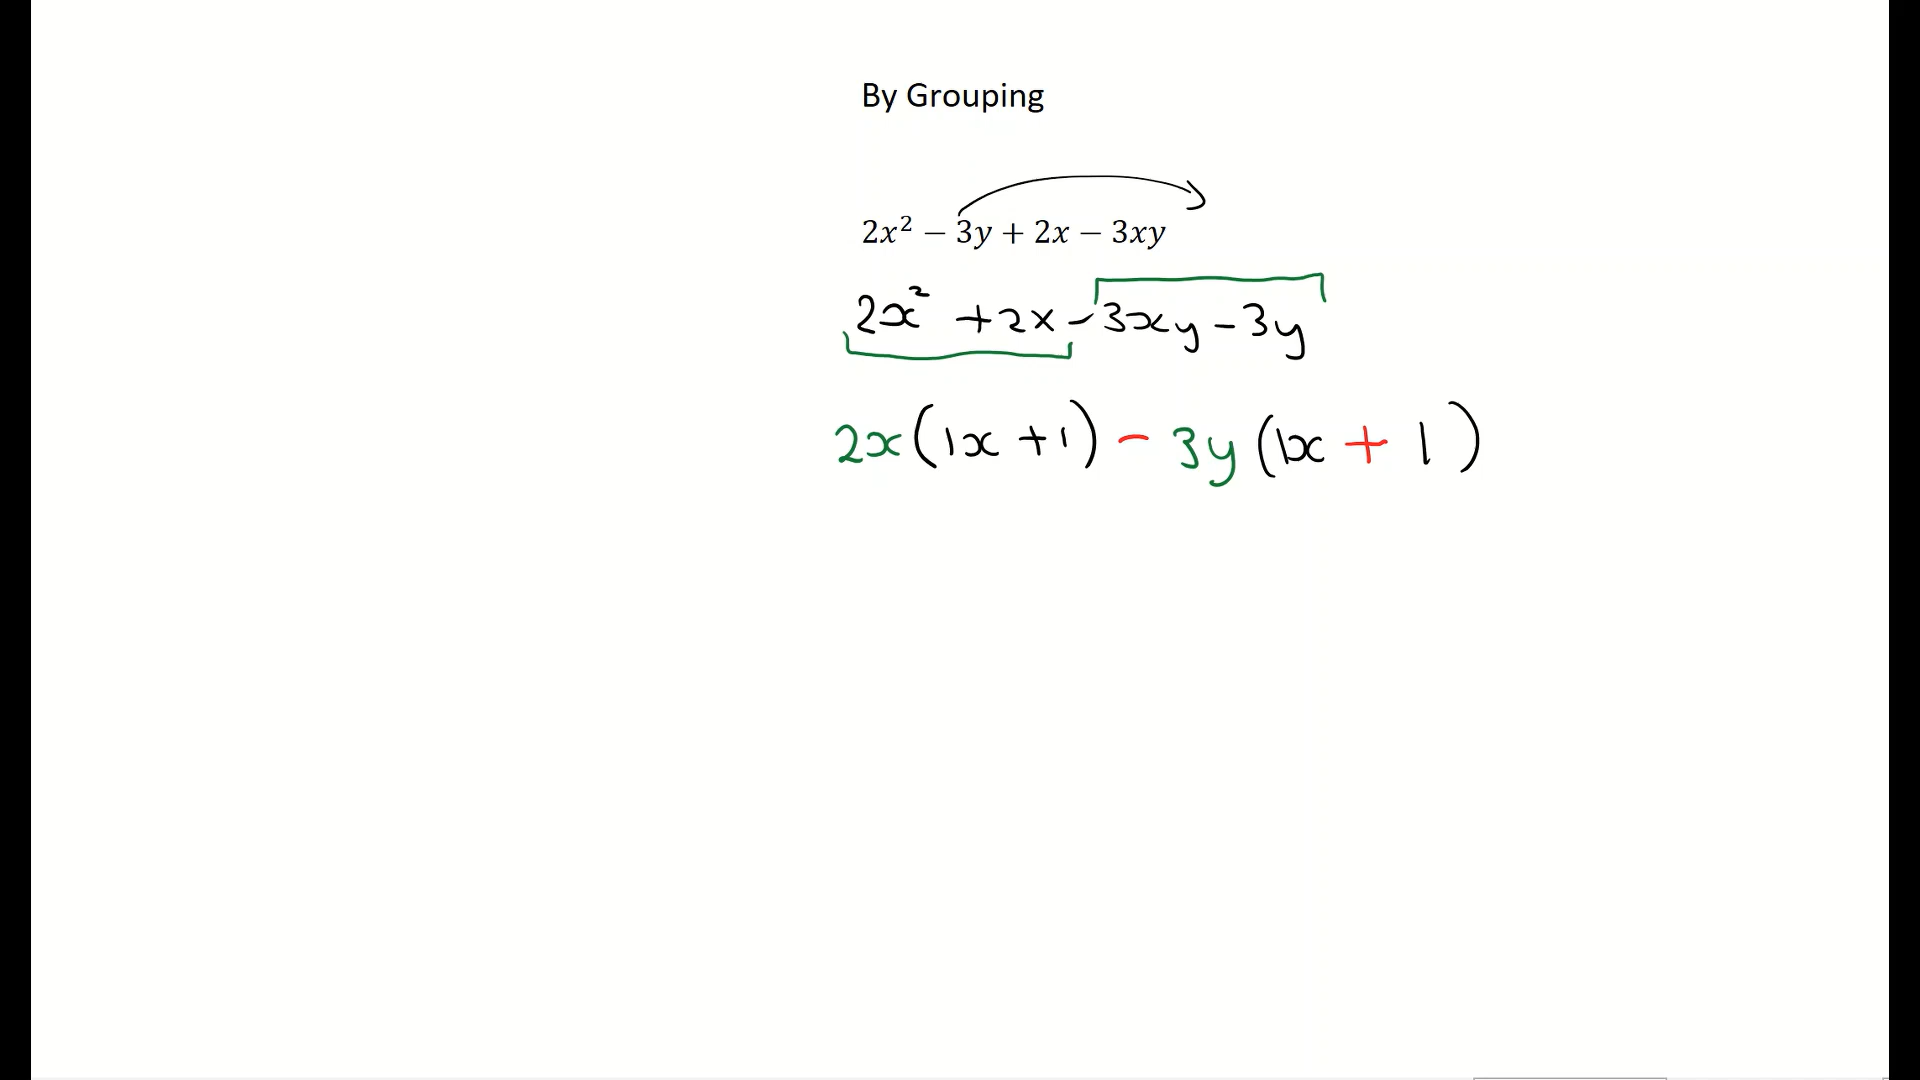 By Grouping
2x² − 3y + 2x − 3xy
2x² + 2x - 3xy - 3y
2x(1x + 1) - 3y(1x + 1)